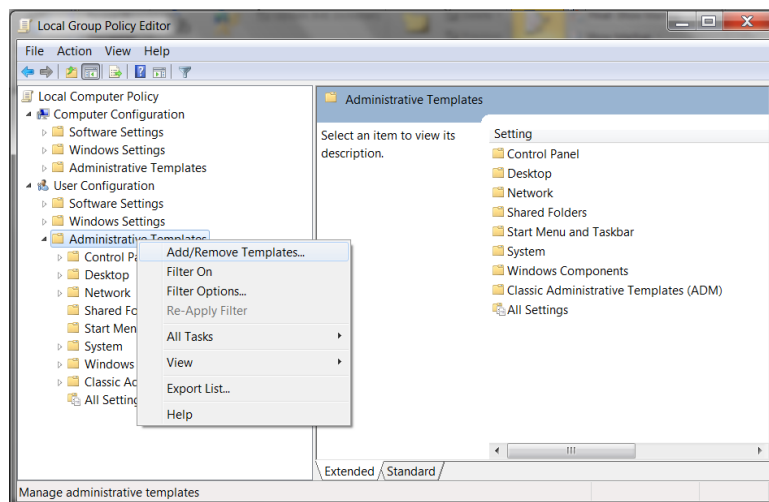 Local Group Policy Editor
File Action View Help
Local Computer Policy
Computer Configuration
Software Settings
Windows Settings
Administrative Templates
User Configuration
Software Settings
Windows Settings
Administrative Templates
Control Pa
Desktop
Network
Shared Fo
Start Men
System
Windows
Classic Ad
All Setting
Add/Remove Templates...
Filter On
Filter Options...
Re-Apply Filter
All Tasks
View
Export List...
Help
Administrative Templates
Select an item to view its
description.
Setting
Control Panel
Desktop
Network
Shared Folders
Start Menu and Taskbar
System
Windows Components
Classic Administrative Templates (ADM)
All Settings
Extended Standard
Manage administrative templates